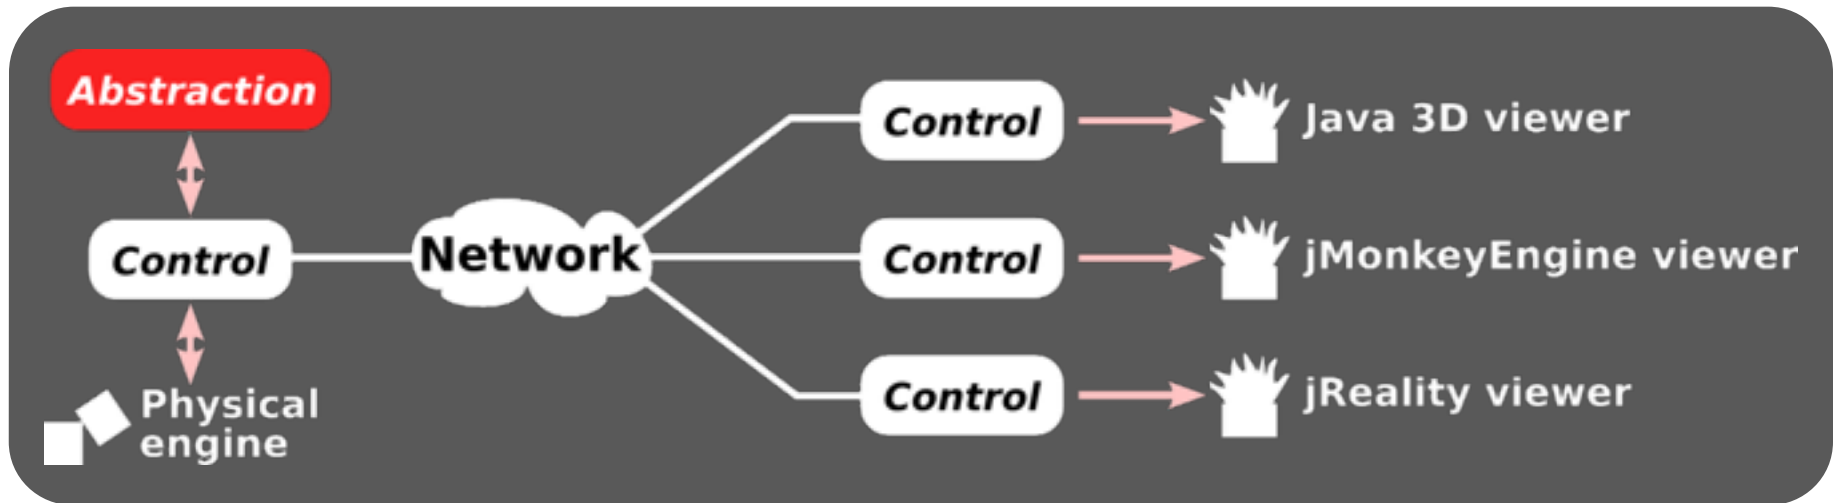 Abstraction
Control
Physical
engine
Network
Control
Java 3D viewer
Control
jMonkeyEngine viewer
Control
jReality viewer